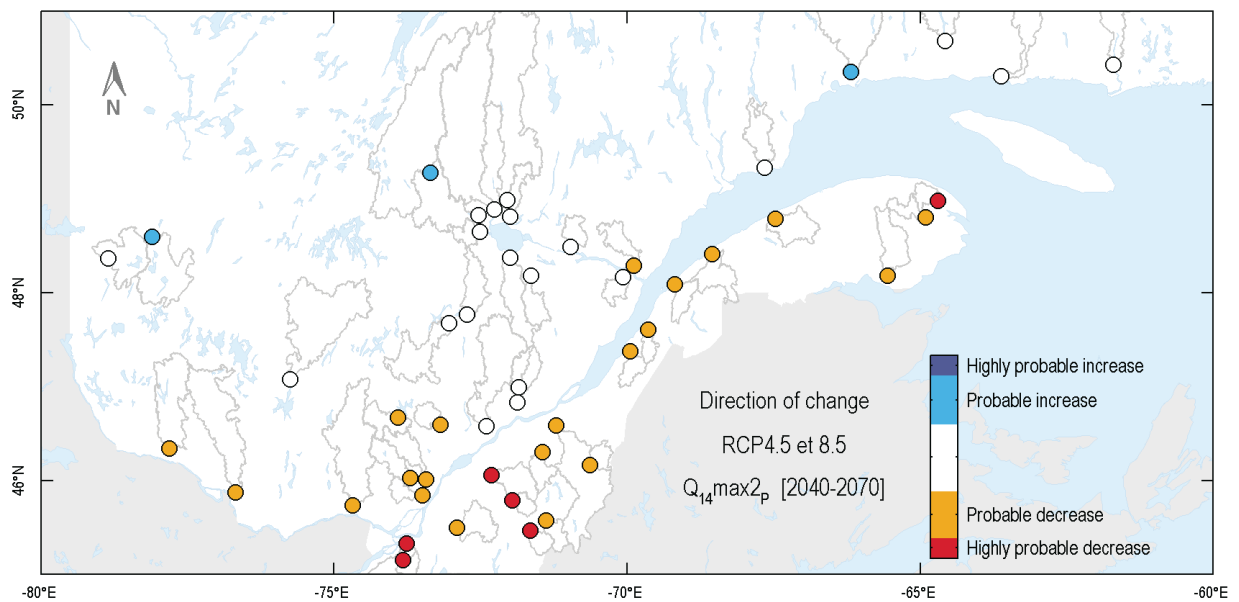 N
50°N
48°N
46°N
Direction of change
RCP4.5 et 8.5
Q14max2P [2040-2070]
Highly probable increase
Probable increase
Probable decrease
Highly probable decrease
-80°E -75°E -70°E -65°E -60°E